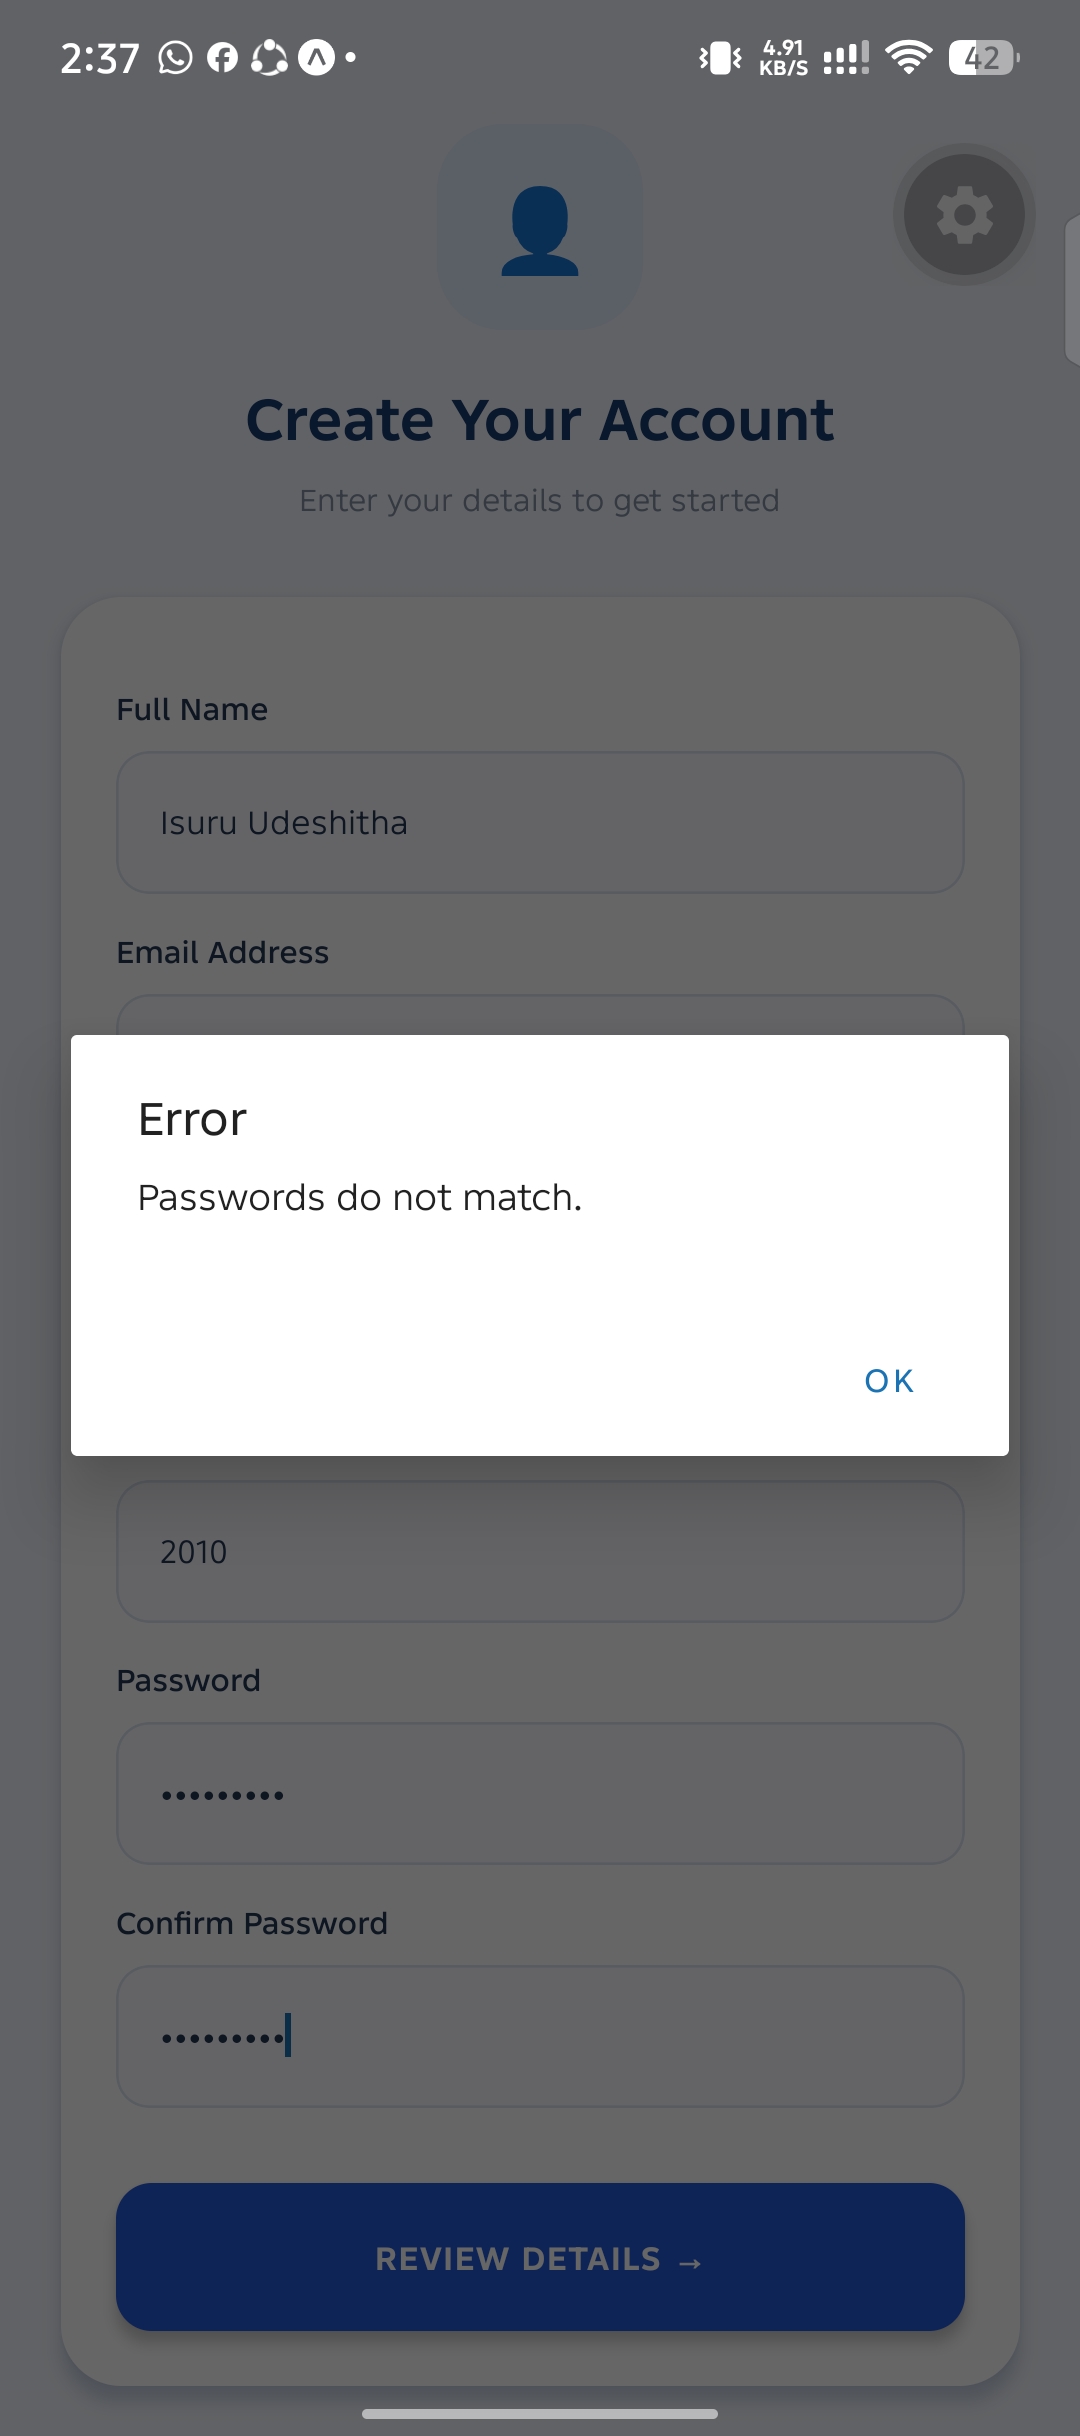 2:37
4.91
KB/S
42
Create Your Account
Enter your details to get started
Full Name
Isuru Udeshitha
Email Address
Error
Passwords do not match.
OK
2010
Password
•••••••••
Confirm Password
•••••••••
REVIEW DETAILS →